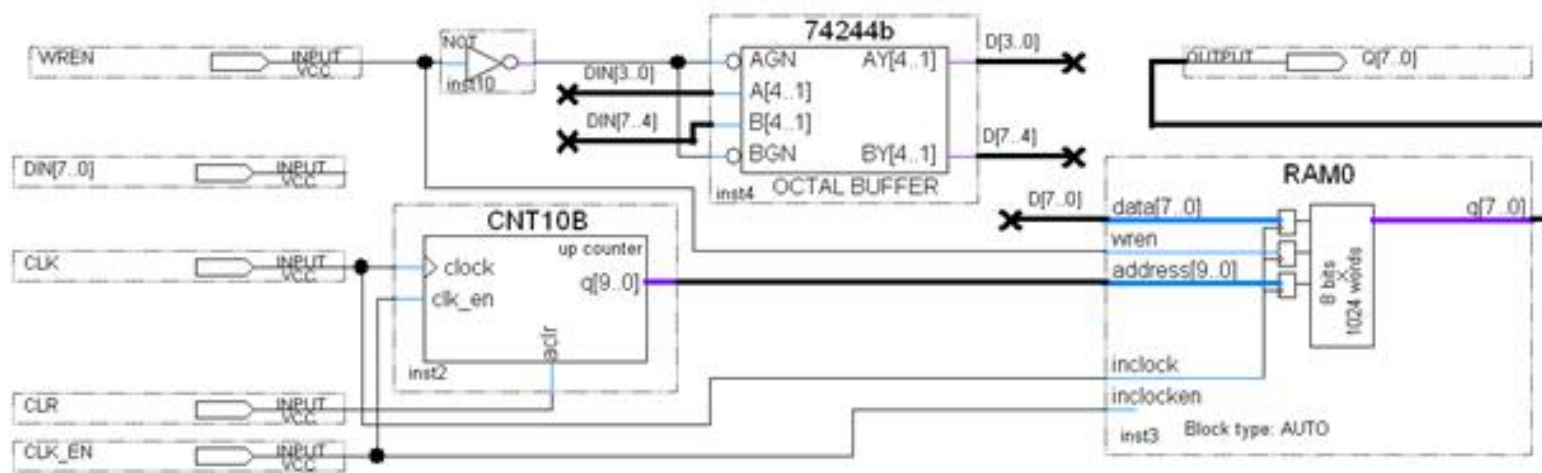 WREN
INPUT
VCC
NOT
inst10
74244b
AGN
A[4..1]
B[4..1]
BGN
AY[4..1]
BY[4..1]
OCTAL BUFFER
inst4
DIN[3..0]
DIN[7..4]
D[3..0]
D[7..4]
OUTPUT
Q[7..0]
DIN[7..0]
INPUT
VCC
CNT10B
up counter
clock
clk_en
q[9..0]
aclr
inst2
CLK
INPUT
VCC
D[7..0]
RAM0
data[7..0]
wren
address[9..0]
q[7..0]
8 bits
×
1024 words
inclock
inclocken
inst3
Block type: AUTO
CLR
INPUT
VCC
CLK_EN
INPUT
VCC